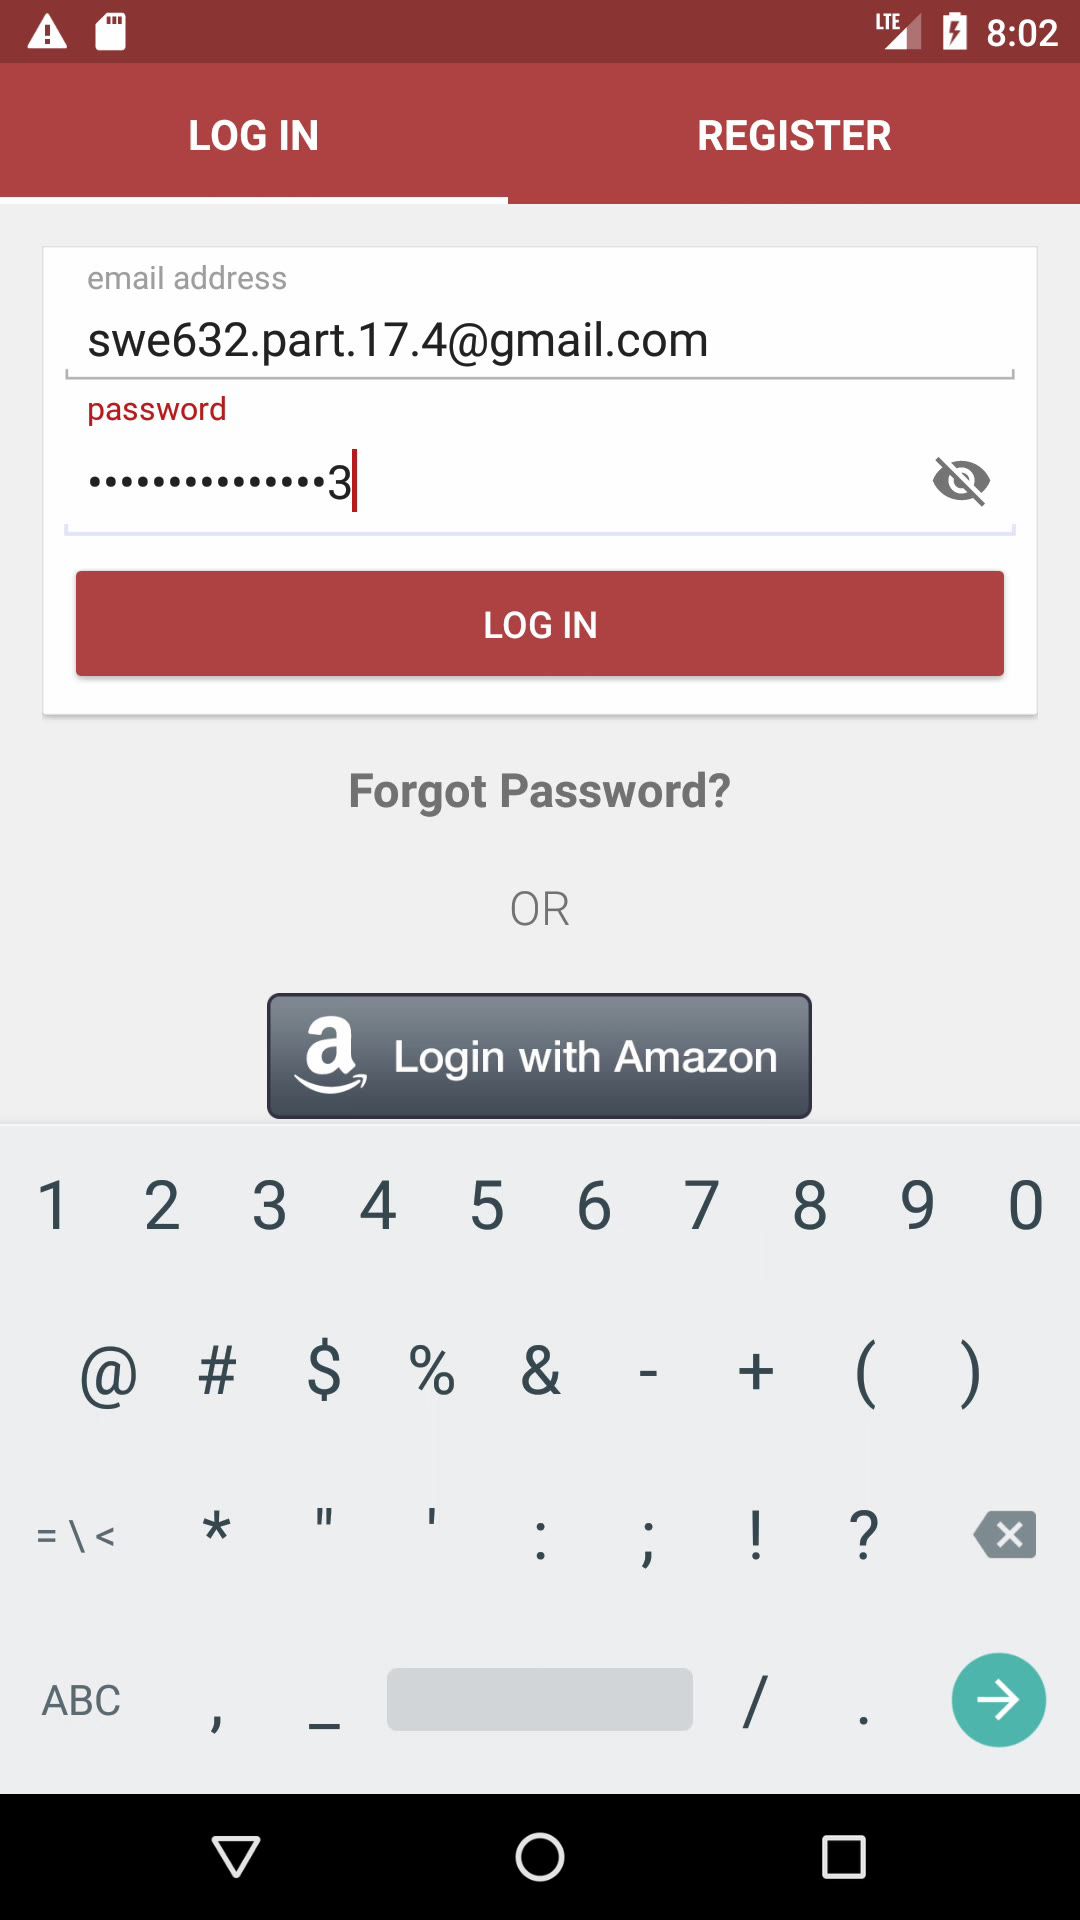 LTE 8:02
LOG IN REGISTER
email address
swe632.part.17.4@gmail.com
password
•••••••••••••••3
LOG IN
Forgot Password?
OR
a Login with Amazon
1 2 3 4 5 6 7 8 9 0
@ # $ % & - + ( )
= \ < * " ' : ; ! ?
ABC , _ / .